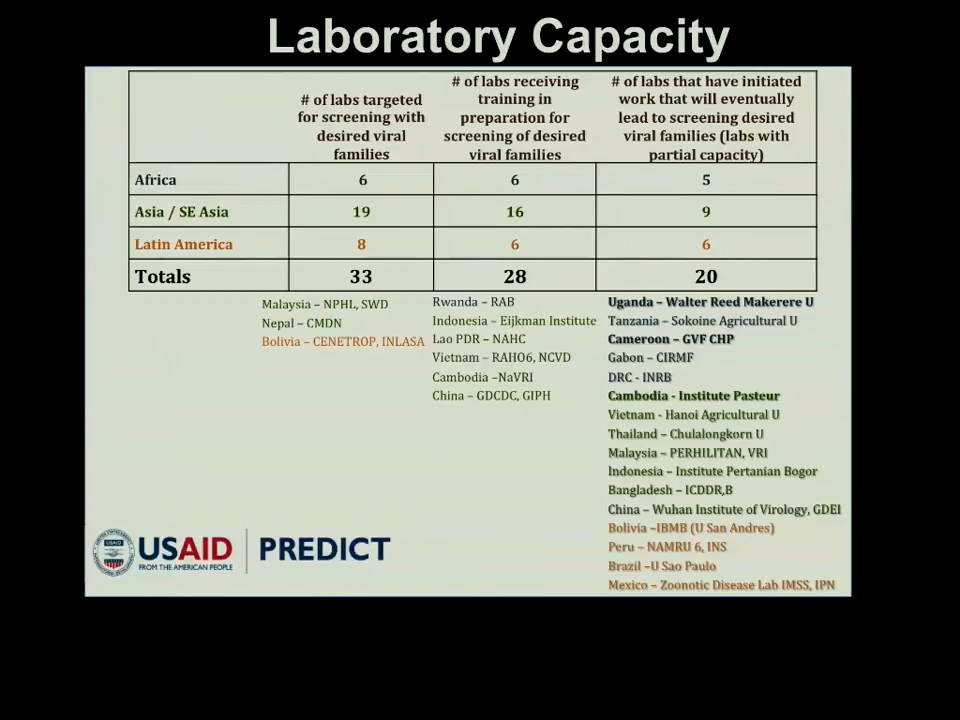 Laboratory Capacity
# of labs targeted for screening with desired viral families
# of labs receiving training in preparation for screening of desired viral families
# of labs that have initiated work that will eventually lead to screening desired viral families (labs with partial capacity)
Africa 6 6 5
Asia / SE Asia 19 16 9
Latin America 8 6 6
Totals 33 28 20
Malaysia – NPHL, SWD
Nepal – CMDN
Bolivia – CENETROP, INLASA
Rwanda – RAB
Indonesia – Eijkman Institute
Lao PDR – NAHC
Vietnam – RAHO6, NCVD
Cambodia –NaVRI
China – GDCDC, GIPH
Uganda – Walter Reed Makerere U
Tanzania – Sokoine Agricultural U
Cameroon – GVF CHP
Gabon – CIRMF
DRC - INRB
Cambodia - Institute Pasteur
Vietnam - Hanoi Agricultural U
Thailand – Chulalongkorn U
Malaysia – PERHILITAN, VRI
Indonesia – Institute Pertanian Bogor
Bangladesh – ICDDR,B
China – Wuhan Institute of Virology, GDEI
Bolivia –IBMB (U San Andres)
Peru – NAMRU 6, INS
Brazil –U Sao Paulo
Mexico – Zoonotic Disease Lab IMSS, IPN
USAID
FROM THE AMERICAN PEOPLE
PREDICT